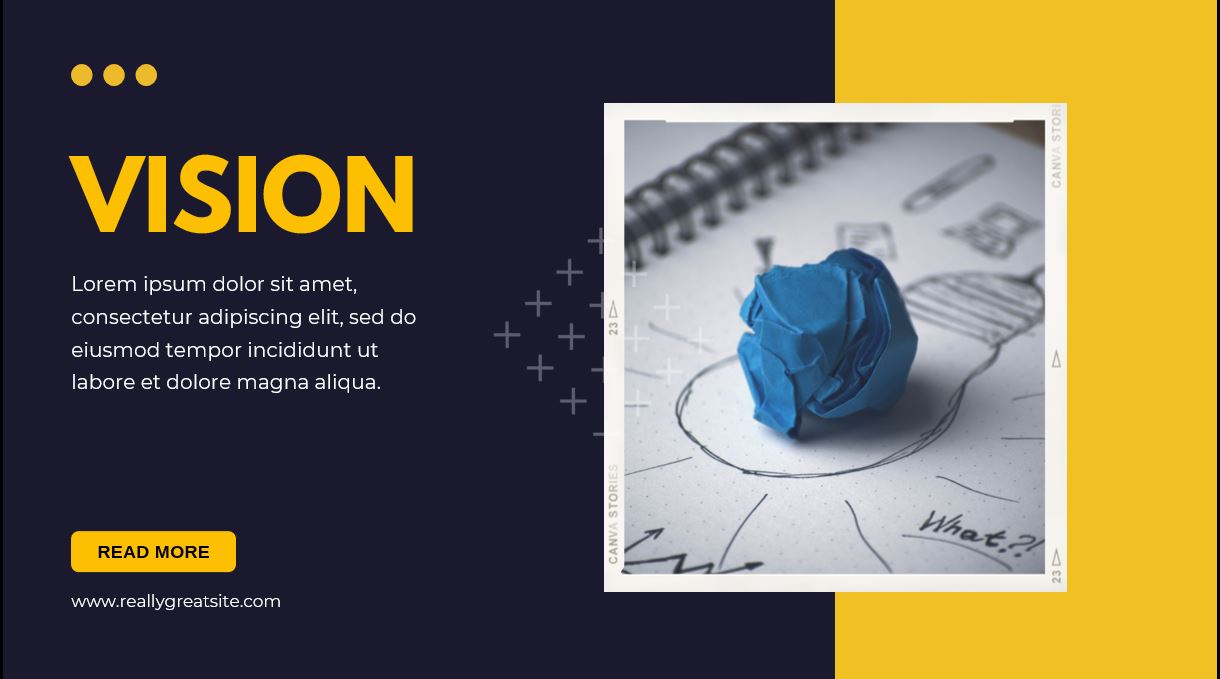 VISION
Lorem ipsum dolor sit amet,
consectetur adipiscing elit, sed do
eiusmod tempor incididunt ut
labore et dolore magna aliqua.
READ MORE
www.reallygreatsite.com
CANVA STORIES
23
CANVA STORI
23
What?!